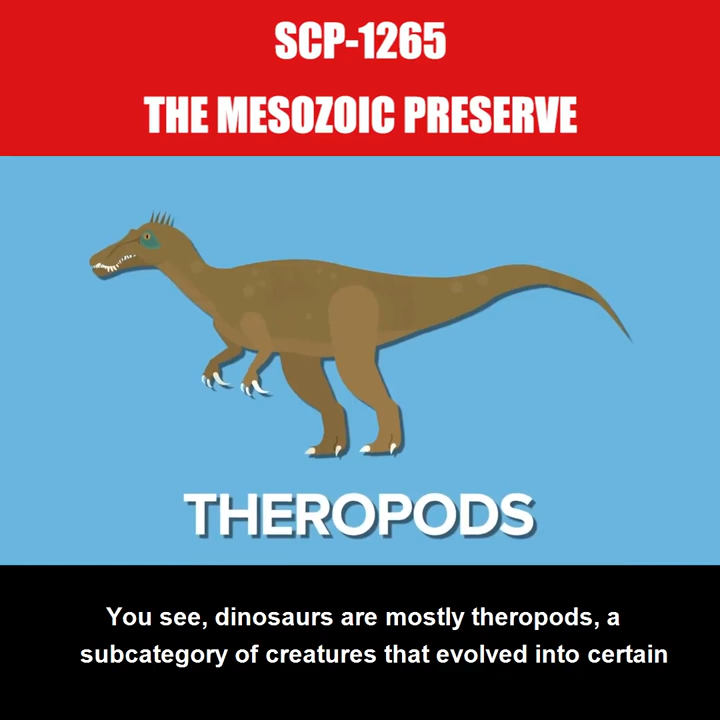 SCP-1265
THE MESOZOIC PRESERVE
THEROPODS
You see, dinosaurs are mostly theropods, a
subcategory of creatures that evolved into certain